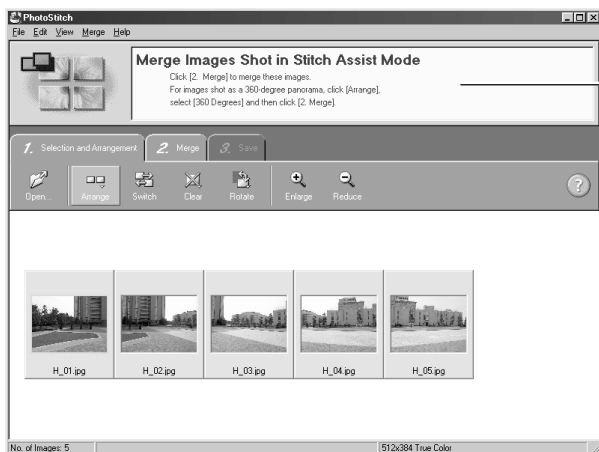 PhotoStitch
File Edit View Merge Help
Merge Images Shot in Stitch Assist Mode
Click [2. Merge] to merge these images.
For images shot as a 360-degree panorama, click [Arrange],
select [360 Degrees] and then click [2. Merge].
1. Selection and Arrangement 2. Merge 3. Save
Open... Arrange Switch Clear Rotate Enlarge Reduce ?
H_01.jpg H_02.jpg H_03.jpg H_04.jpg H_05.jpg
No. of Images: 5 512x384 True Color